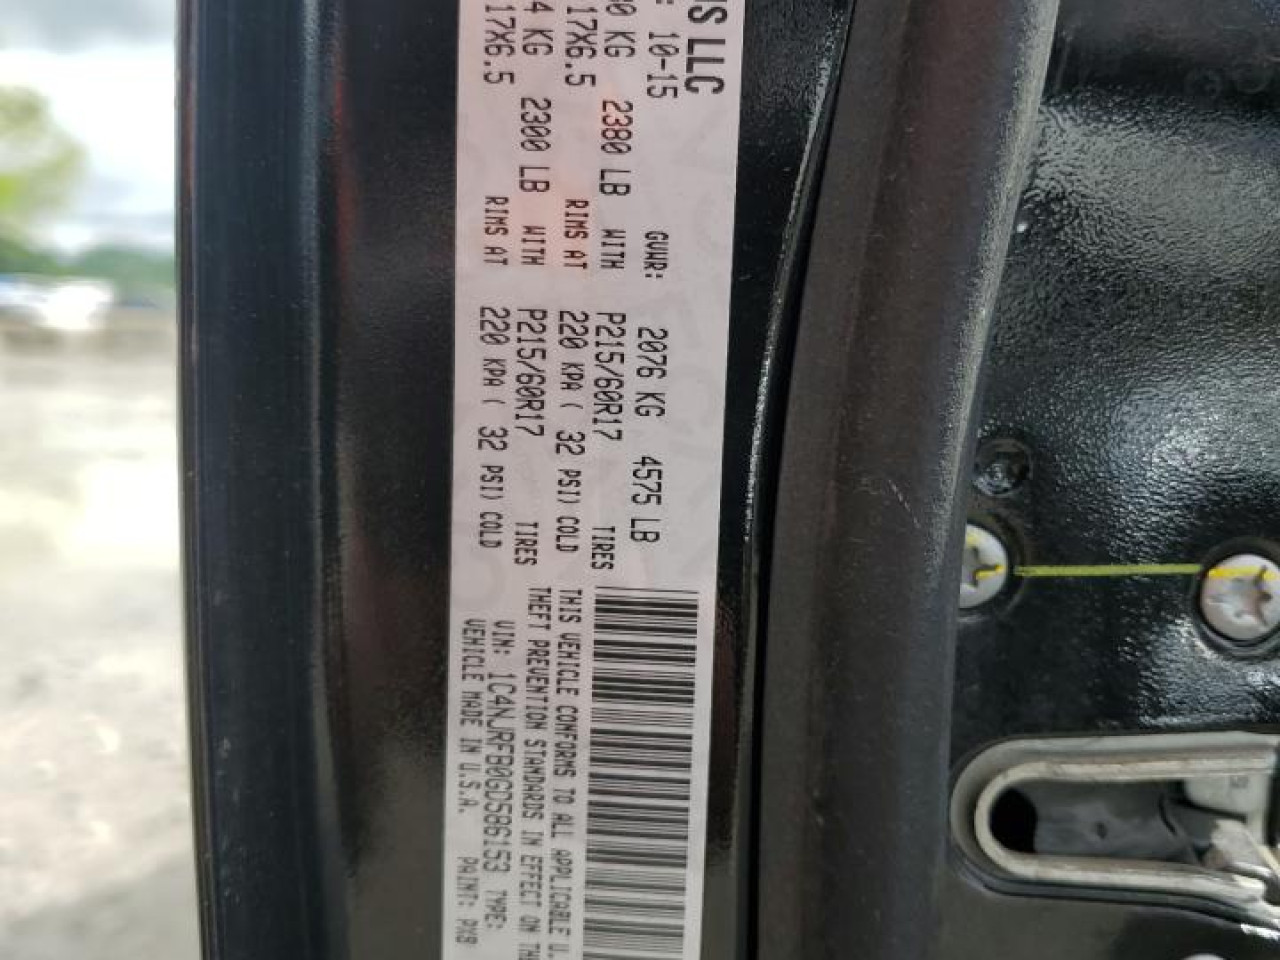 S LLC
: 10-15 GVWR: 2076 KG 4575 LB
KG 2380 LB WITH P215/60R17 TIRES
17X6.5 RIMS AT 220 KPA ( 32 PSI) COLD
4 KG 2300 LB WITH P215/60R17 TIRES
17X6.5 RIMS AT 220 KPA ( 32 PSI) COLD
THIS VEHICLE CONFORMS TO ALL APPLICABLE U.
THEFT PREVENTION STANDARDS IN EFFECT ON THE
VIN: 1C4NJRFB0GD586153 TYPE:
VEHICLE MADE IN U.S.A. PAINT: PX8